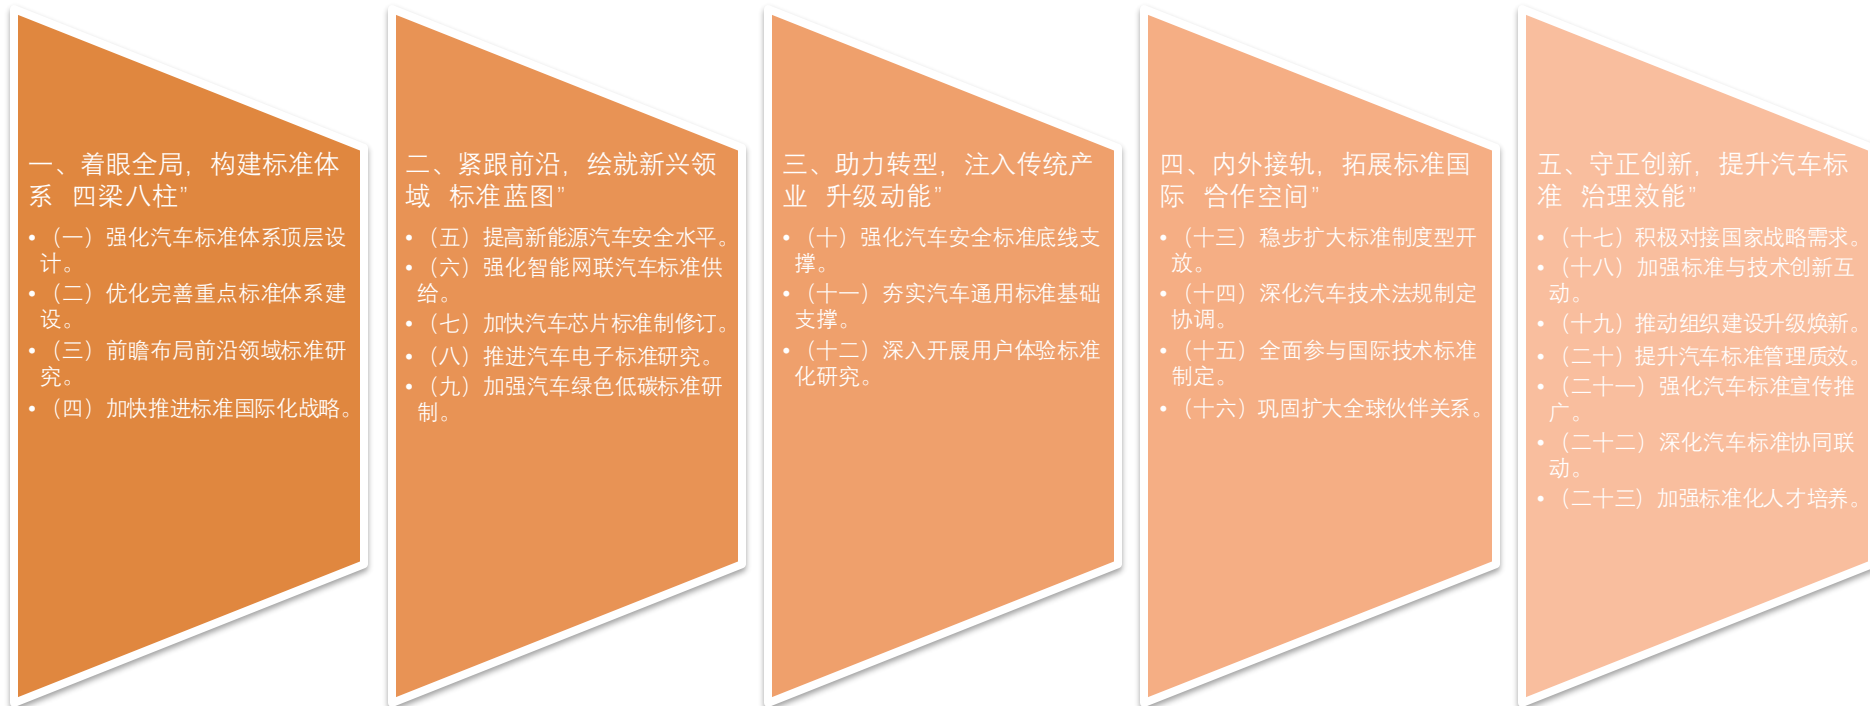 一、着眼全局，构建标准体
系“四梁八柱”
• （一）强化汽车标准体系顶层设
计。
• （二）优化完善重点标准体系建
设。
• （三）前瞻布局前沿领域标准研
究。
• （四）加快推进标准国际化战略。
二、紧跟前沿，绘就新兴领
域“标准蓝图”
• （五）提高新能源汽车安全水平。
• （六）强化智能网联汽车标准供
给。
• （七）加快汽车芯片标准制修订。
• （八）推进汽车电子标准研究。
• （九）加强汽车绿色低碳标准研
制。
三、助力转型，注入传统产
业“升级动能”
• （十）强化汽车安全标准底线支
撑。
• （十一）夯实汽车通用标准基础
支撑。
• （十二）深入开展用户体验标准
化研究。
四、内外接轨，拓展标准国
际“合作空间”
• （十三）稳步扩大标准制度型开
放。
• （十四）深化汽车技术法规制定
协调。
• （十五）全面参与国际技术标准
制定。
• （十六）巩固扩大全球伙伴关系。
五、守正创新，提升汽车标
准“治理效能”
• （十七）积极对接国家战略需求。
• （十八）加强标准与技术创新互
动。
• （十九）推动组织建设升级焕新。
• （二十）提升汽车标准管理质效。
• （二十一）强化汽车标准宣传推
广。
• （二十二）深化汽车标准协同联
动。
• （二十三）加强标准化人才培养。